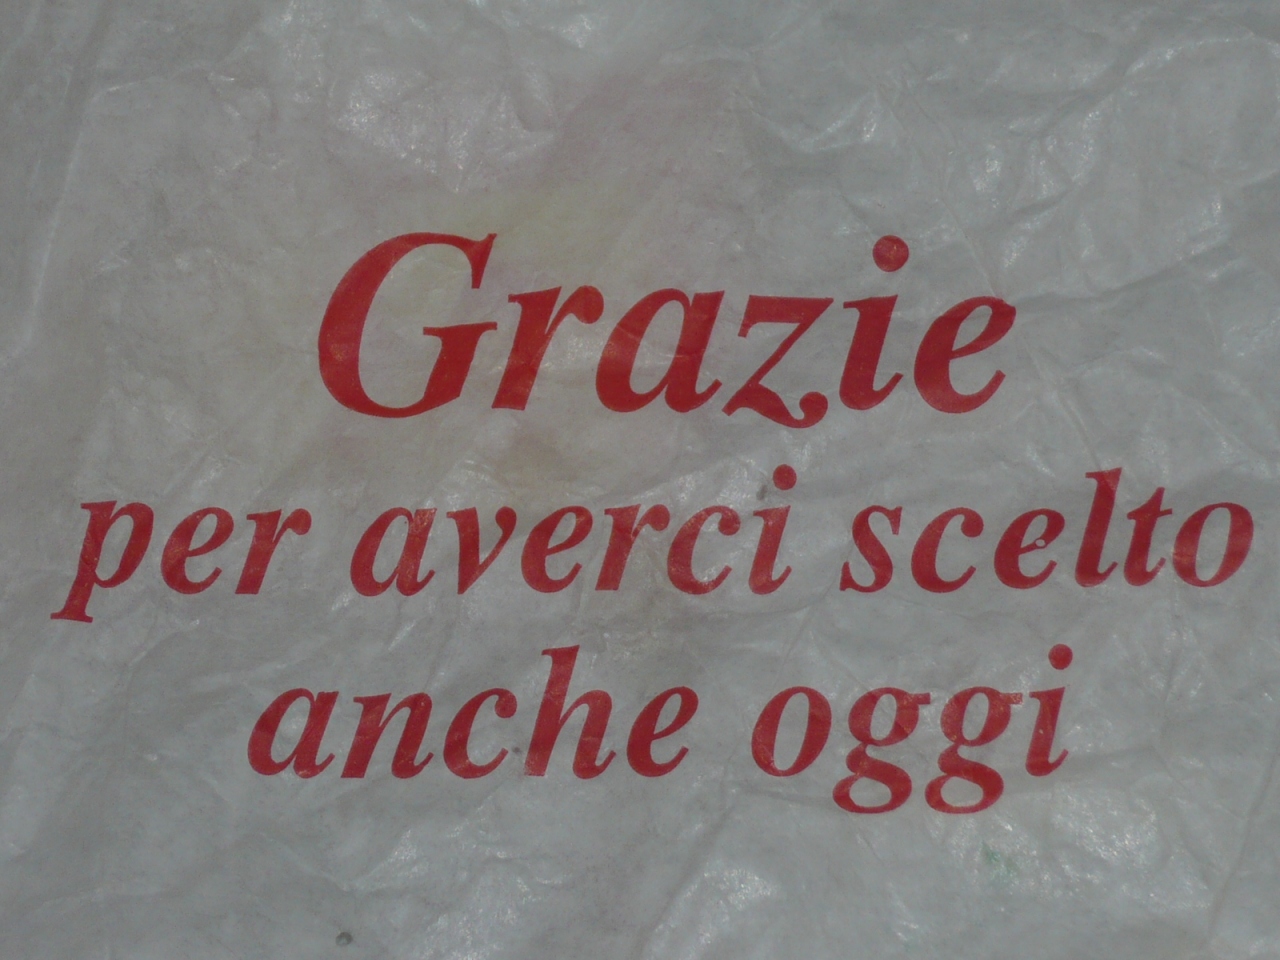 Grazie
per averci scelto
anche oggi